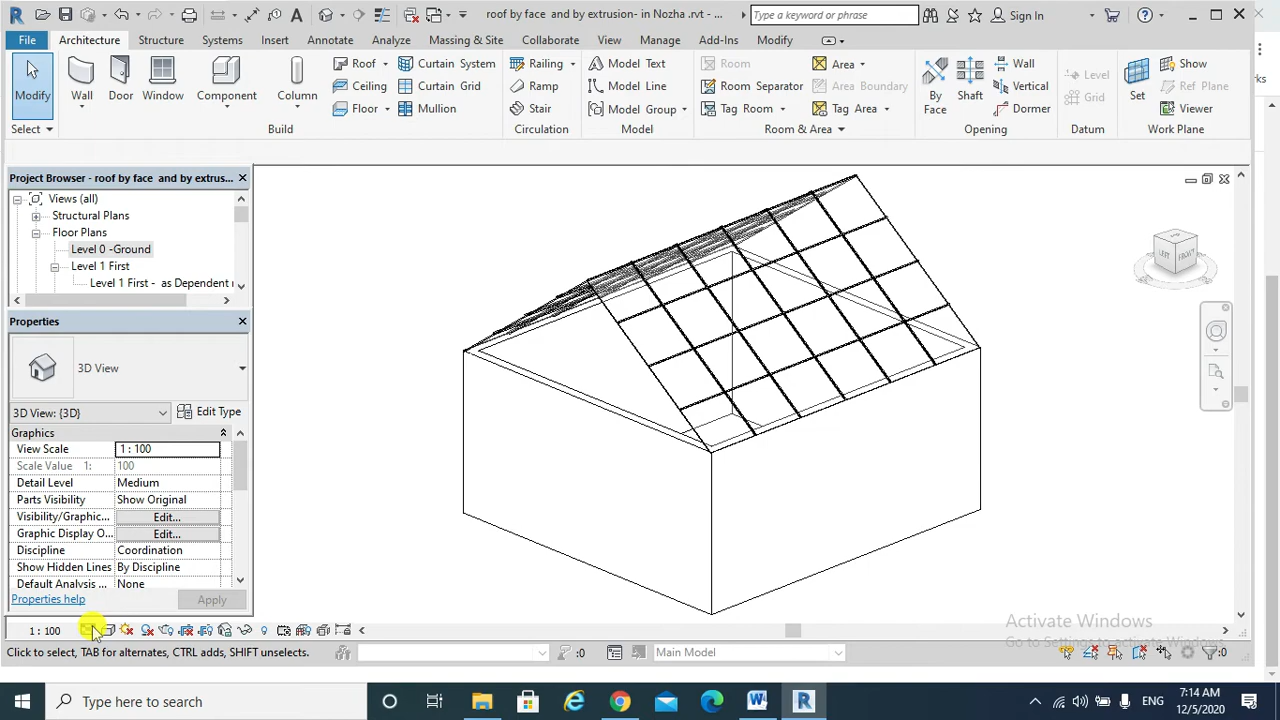 roof by face and by extrusion- in Nozha .rvt - ...
Type a keyword or phrase
Sign In
File
Architecture
Structure
Systems
Insert
Annotate
Analyze
Massing & Site
Collaborate
View
Manage
Add-Ins
Modify
Modify
Wall
Door
Window
Component
Column
Roof
Ceiling
Floor
Curtain System
Curtain Grid
Mullion
Railing
Ramp
Stair
Model Text
Model Line
Model Group
Room
Room Separator
Tag Room
Area
Area Boundary
Tag Area
By Face
Shaft
Wall
Vertical
Dormer
Level
Grid
Set
Show
Ref Plane
Viewer
Select
Build
Circulation
Model
Room & Area
Opening
Datum
Work Plane
Project Browser - roof by face and by extrus...
Views (all)
Structural Plans
Floor Plans
Level 0 -Ground
Level 1 First
Level 1 First - as Dependent
Properties
3D View
3D View: {3D}
Edit Type
Graphics
View Scale 1 : 100
Scale Value 1: 100
Detail Level Medium
Parts Visibility Show Original
Visibility/Graphic... Edit...
Graphic Display O... Edit...
Discipline Coordination
Show Hidden Lines By Discipline
Default Analysis ... None
Properties help
Apply
LEFT
FRONT
Activate Windows
Go to Settings to activate Windows.
1 : 100
Click to select, TAB for alternates, CTRL adds, SHIFT unselects.
:0
Main Model
:0
Type here to search
ENG
7:14 AM
12/5/2020